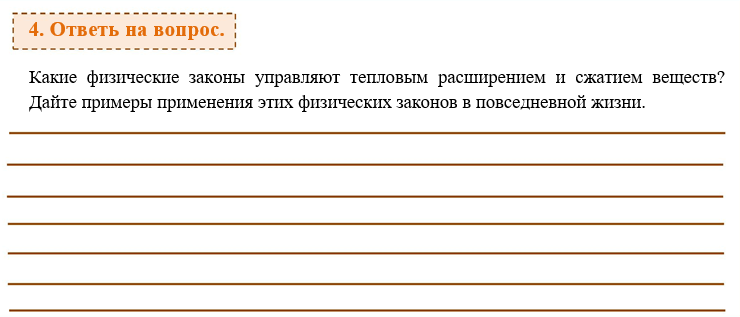 4. Ответь на вопрос.
Какие физические законы управляют тепловым расширением и сжатием веществ?
Дайте примеры применения этих физических законов в повседневной жизни.